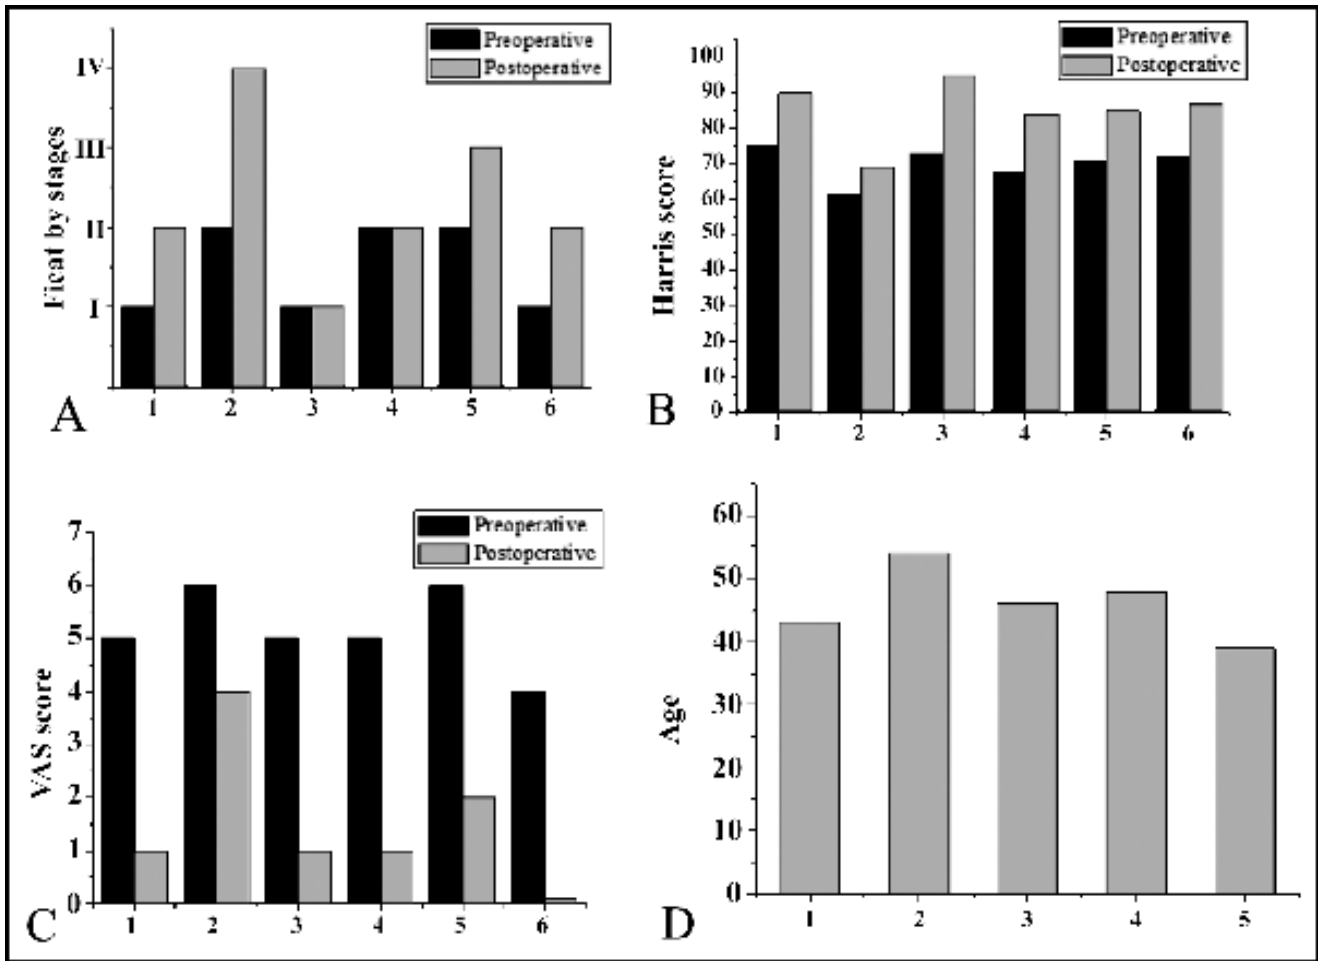 Preoperative
Postoperative
IV
III
II
I
Ficat by stages
1 2 3 4 5 6
A
Preoperative
Postoperative
100
90
80
70
60
50
40
30
20
10
0
Harris score
1 2 3 4 5 6
B
Preoperative
Postoperative
7
6
5
4
3
2
1
0
VAS score
1 2 3 4 5 6
C
60
50
40
30
20
10
0
Age
1 2 3 4 5
D